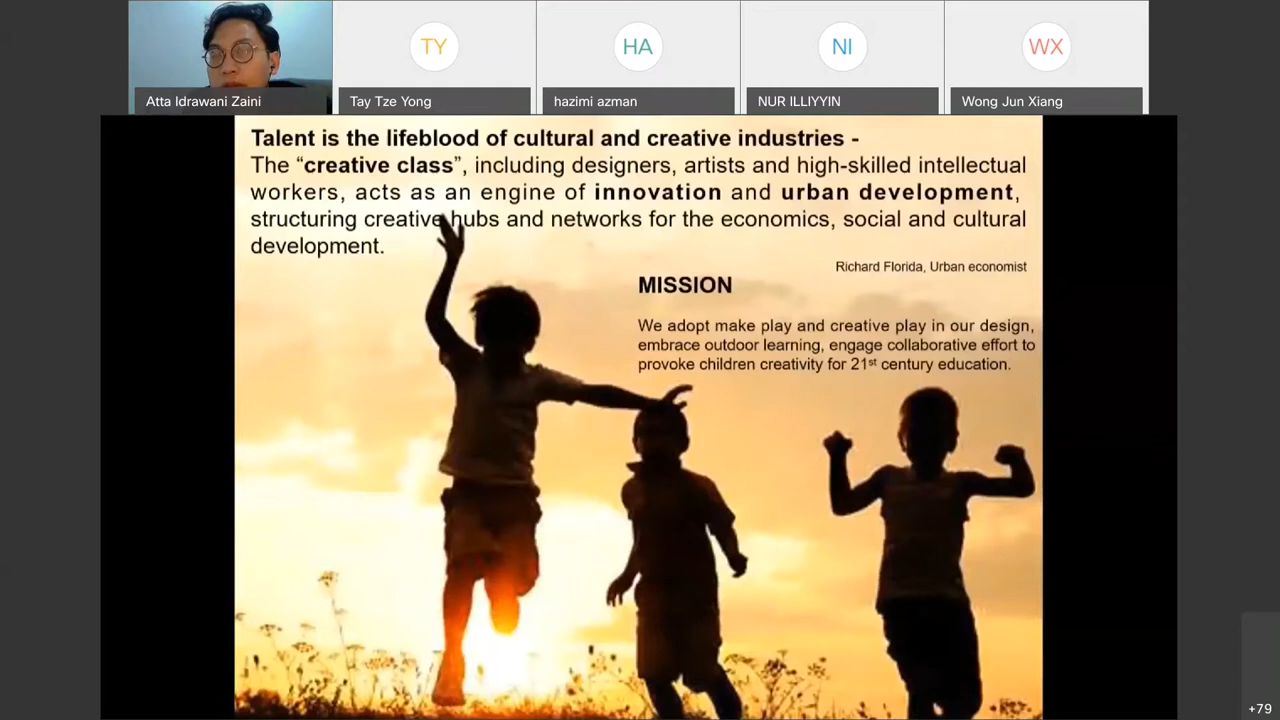 TY
HA
NI
WX
Atta Idrawani Zaini
Tay Tze Yong
hazimi azman
NUR ILLIYYIN
Wong Jun Xiang
Talent is the lifeblood of cultural and creative industries -
The “creative class”, including designers, artists and high-skilled intellectual
workers, acts as an engine of innovation and urban development,
structuring creative hubs and networks for the economics, social and cultural
development.
Richard Florida, Urban economist
MISSION
We adopt make play and creative play in our design,
embrace outdoor learning, engage collaborative effort to
provoke children creativity for 21st century education.
+79